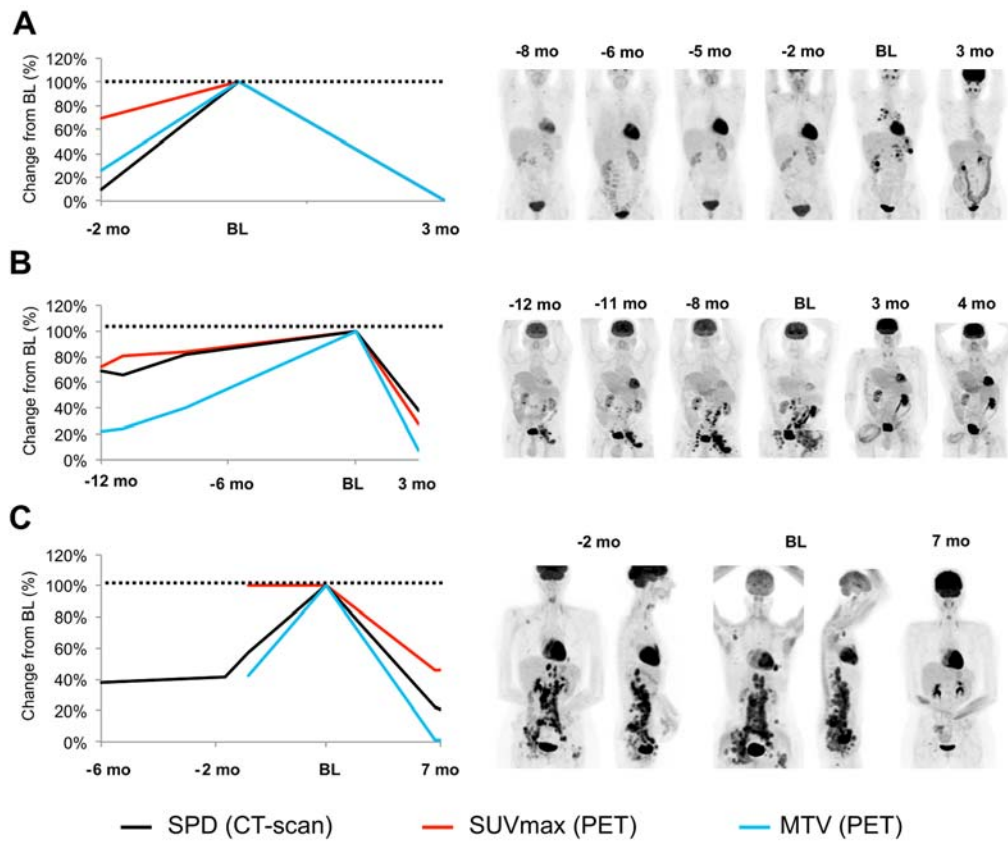 A
Change from BL (%)
120%
100%
80%
60%
40%
20%
0%
-2 mo BL 3 mo
-8 mo -6 mo -5 mo -2 mo BL 3 mo
B
Change from BL (%)
120%
100%
80%
60%
40%
20%
0%
-12 mo -6 mo BL 3 mo
-12 mo -11 mo -8 mo BL 3 mo 4 mo
C
Change from BL (%)
120%
100%
80%
60%
40%
20%
0%
-6 mo -2 mo BL 7 mo
-2 mo BL 7 mo
SPD (CT-scan) SUVmax (PET) MTV (PET)